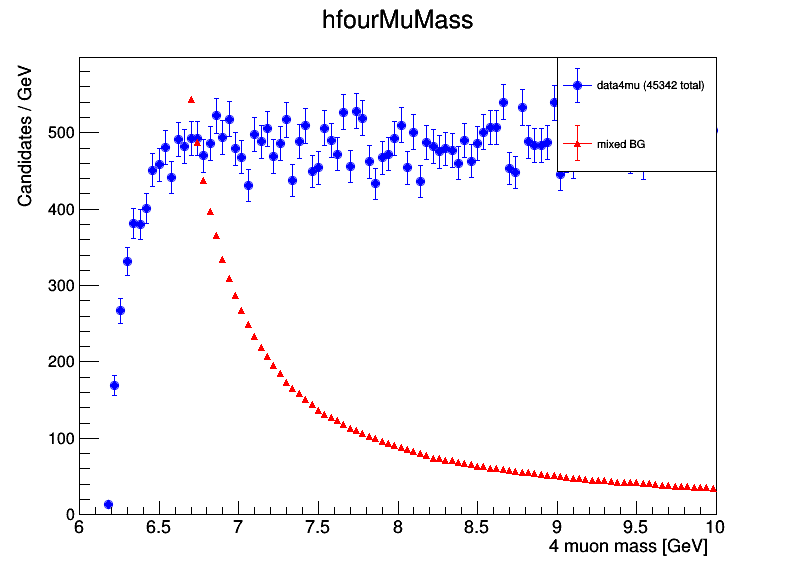 hfourMuMass
Candidates / GeV
500
400
300
200
100
0
data4mu (45342 total)
mixed BG
6 6.5 7 7.5 8 8.5 9 9.5 10
4 muon mass [GeV]